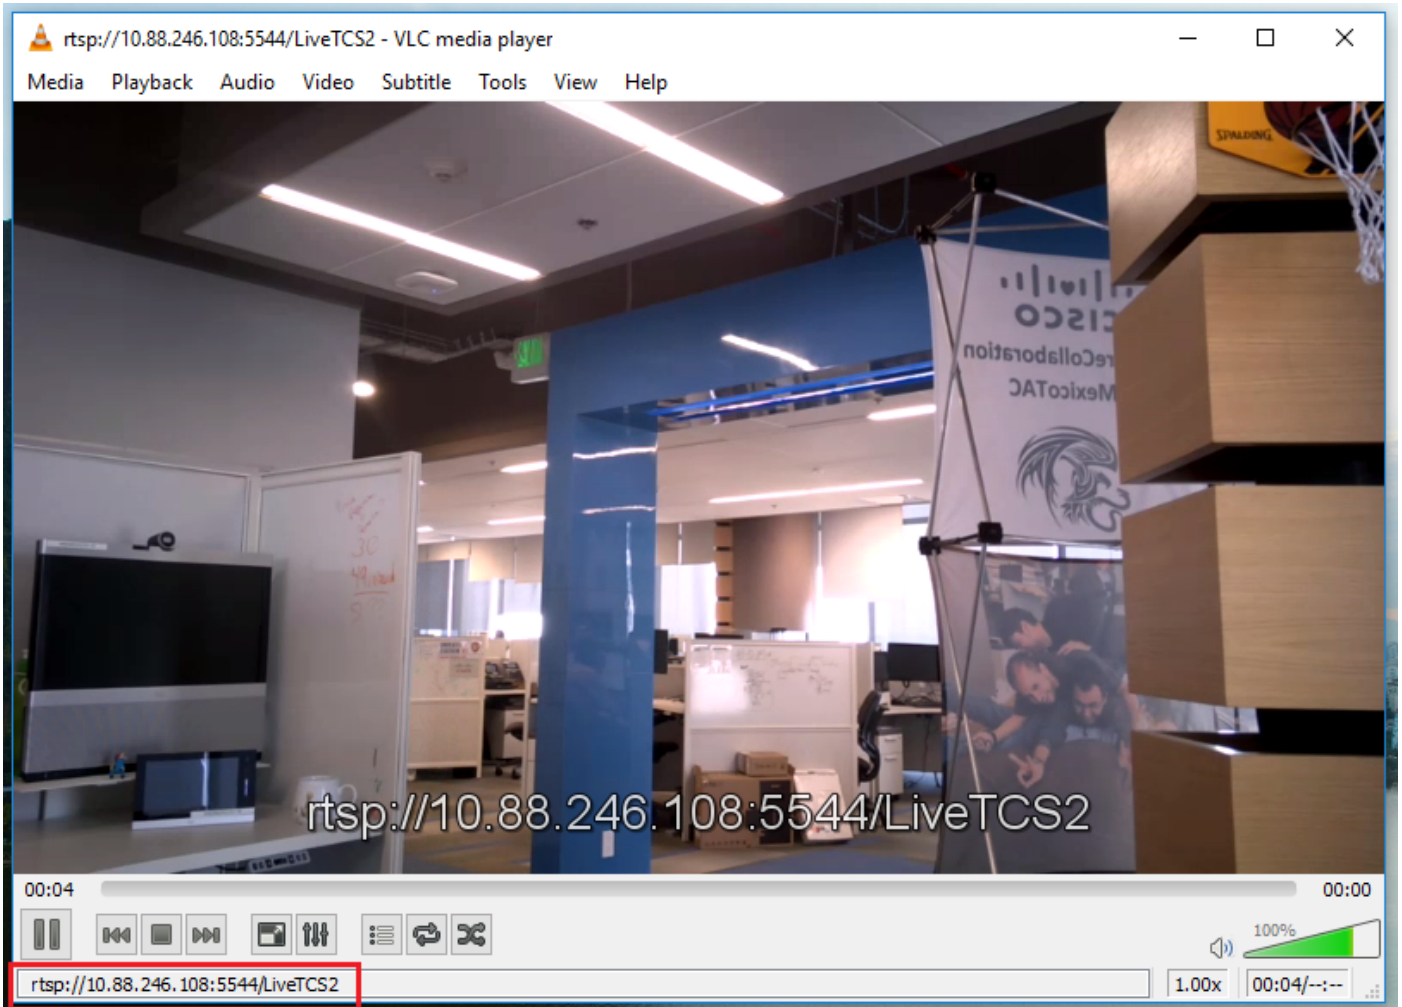 rtsp://10.88.246.108:5544/LiveTCS2 - VLC media player
Media Playback Audio Video Subtitle Tools View Help
SPALDING
CISCO
reCollaboration
MexicoTAC
30
rtsp://10.88.246.108:5544/LiveTCS2
00:04 00:00
100%
rtsp://10.88.246.108:5544/LiveTCS2 1.00x 00:04/--:--